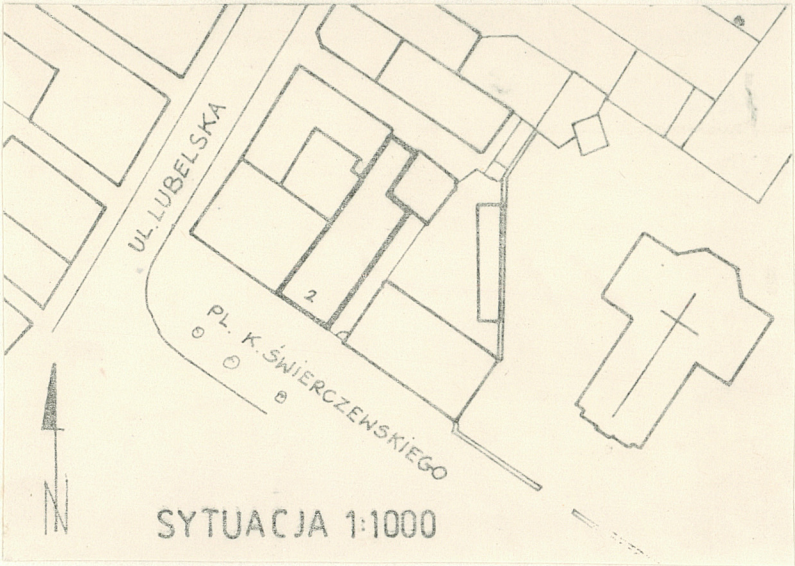 UL. LUBELSKA
2
PL. K. ŚWIERCZEWSKIEGO
N
SYTUACJA 1:1000